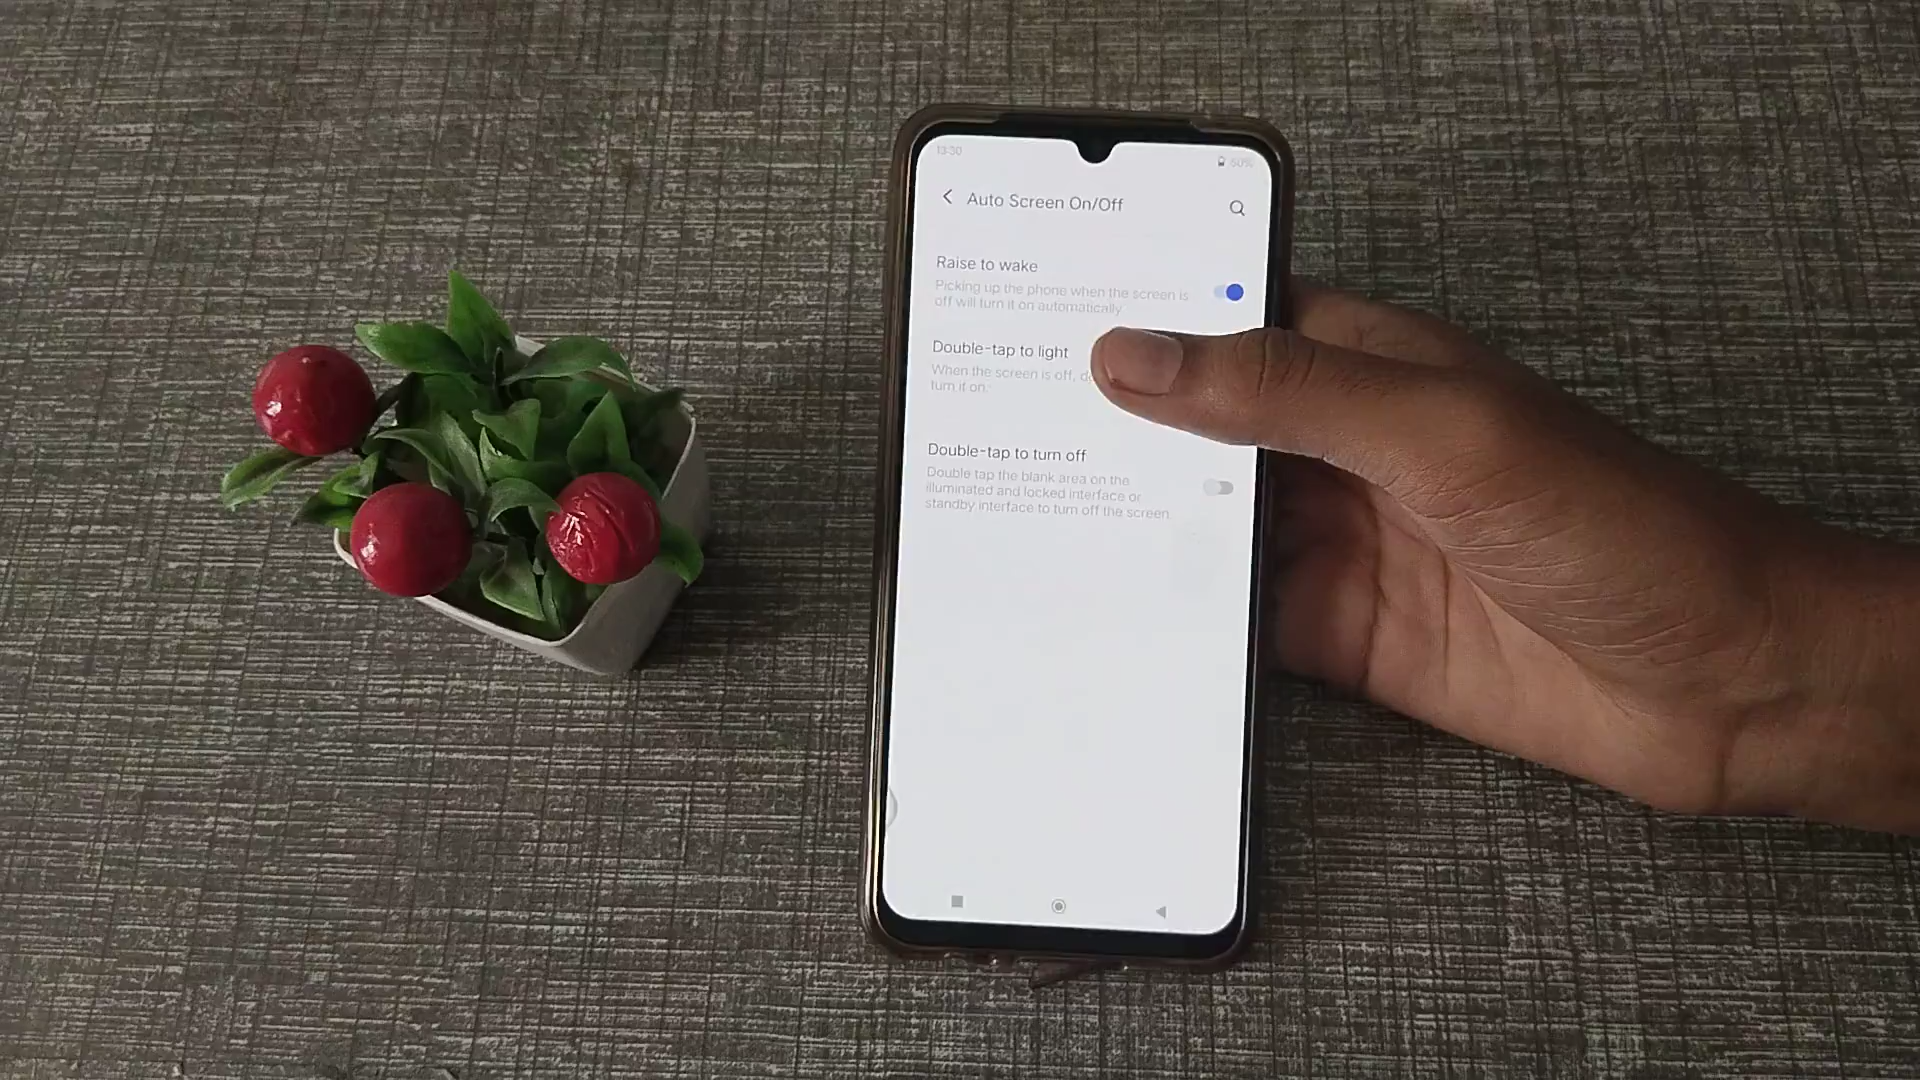 13:30
50%
Auto Screen On/Off
Raise to wake
Picking up the phone when the screen is
off will turn it on automatically.
Double-tap to light
When the screen is off, d
turn it on.
Double-tap to turn off
Double tap the blank area on the
illuminated and locked interface or
standby interface to turn off the screen.